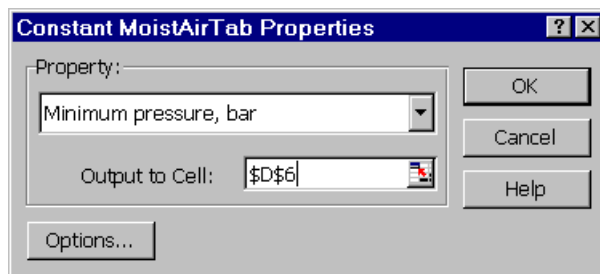 Constant MoistAirTab Properties
Property:
Minimum pressure, bar
Output to Cell: $D$6
OK
Cancel
Help
Options...